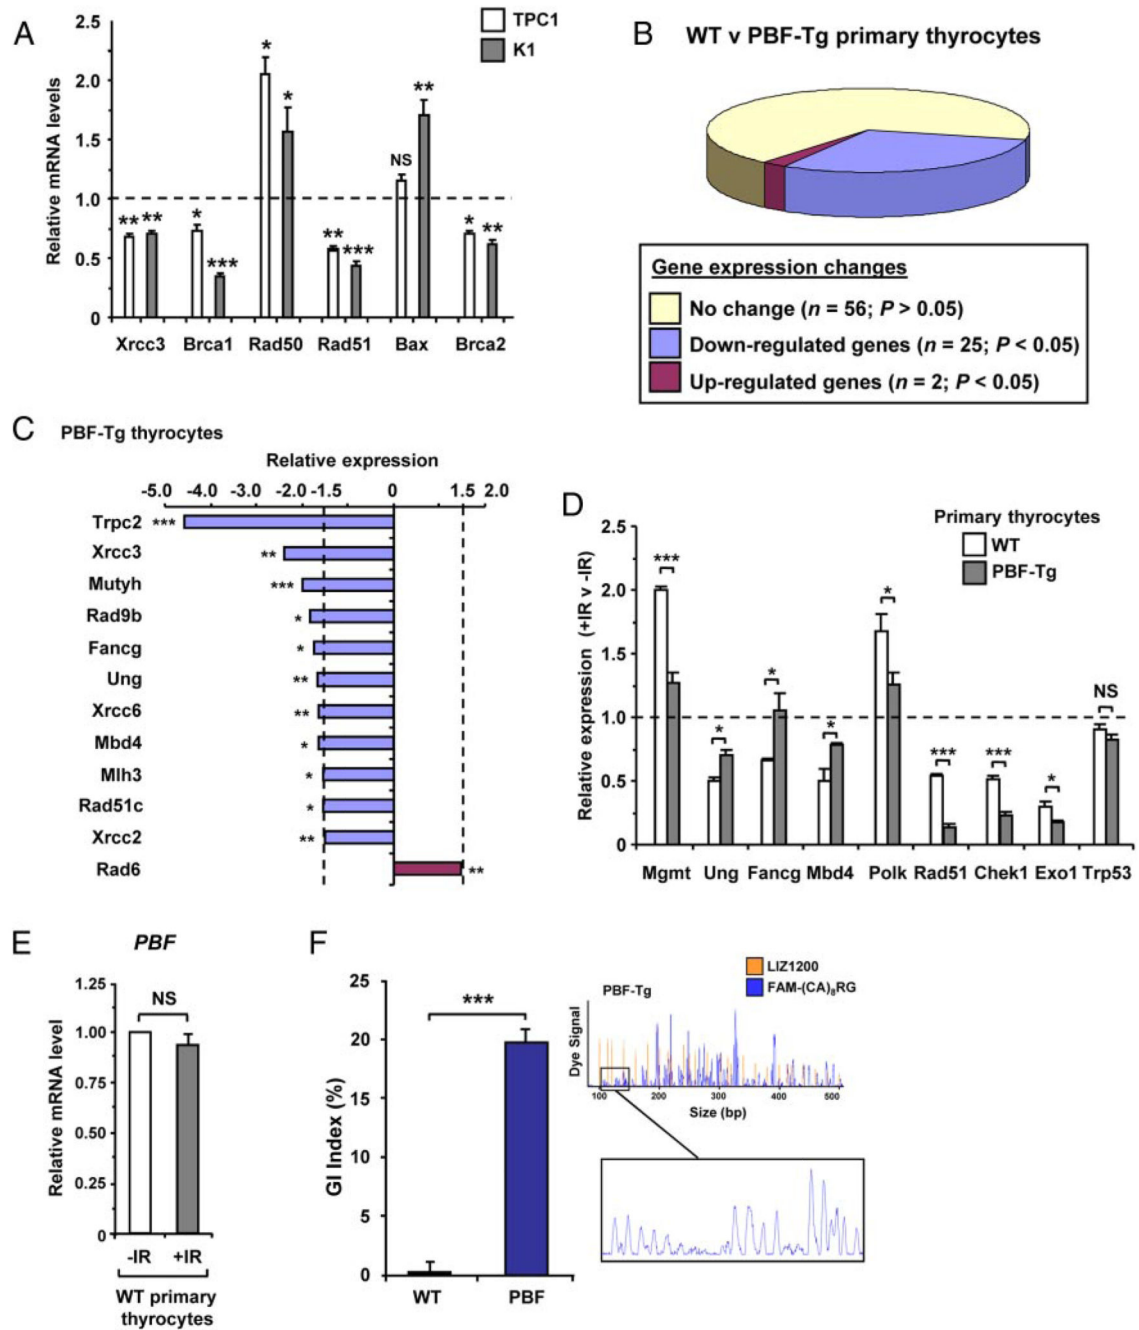 A
Relative mRNA levels
2.5
2.0
1.5
1.0
0.5
0
TPC1
K1
** ** * *** * * ** *** NS ** * **
Xrcc3 Brca1 Rad50 Rad51 Bax Brca2
B WT v PBF-Tg primary thyrocytes
Gene expression changes
No change (n = 56; P > 0.05)
Down-regulated genes (n = 25; P < 0.05)
Up-regulated genes (n = 2; P < 0.05)
C PBF-Tg thyrocytes
Relative expression
-5.0 -4.0 -3.0 -2.0 -1.5 0 1.5 2.0
Trpc2 ***
Xrcc3 **
Mutyh ***
Rad9b *
Fancg *
Ung **
Xrcc6 **
Mbd4 *
Mlh3 *
Rad51c *
Xrcc2 **
Rad6 **
D
Primary thyrocytes
WT
PBF-Tg
Relative expression (+IR v -IR)
2.5
2.0
1.5
1.0
0.5
0
*** * * * * *** *** * NS
Mgmt Ung Fancg Mbd4 Polk Rad51 Chek1 Exo1 Trp53
E
PBF
Relative mRNA level
1.25
1.00
0.75
0.50
0.25
0
NS
-IR +IR
WT primary
thyrocytes
F
GI Index (%)
25
20
15
10
5
0
***
WT PBF
LIZ1200
FAM-(CA)8RG
PBF-Tg
Dye Signal
100 200 300 400 500
Size (bp)